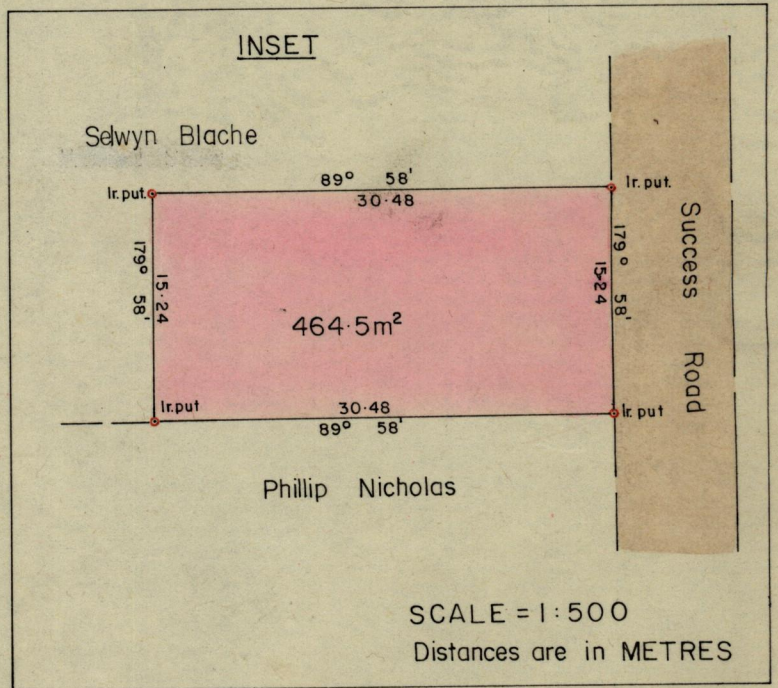 INSET
Selwyn Blache
89° 58'
Ir. put.
30·48
Ir. put.
179° 58'
15·24
464·5m²
15·24
179° 58'
Success Road
Ir.put
30·48
Ir. put
89° 58'
Phillip Nicholas
SCALE = 1:500
Distances are in METRES